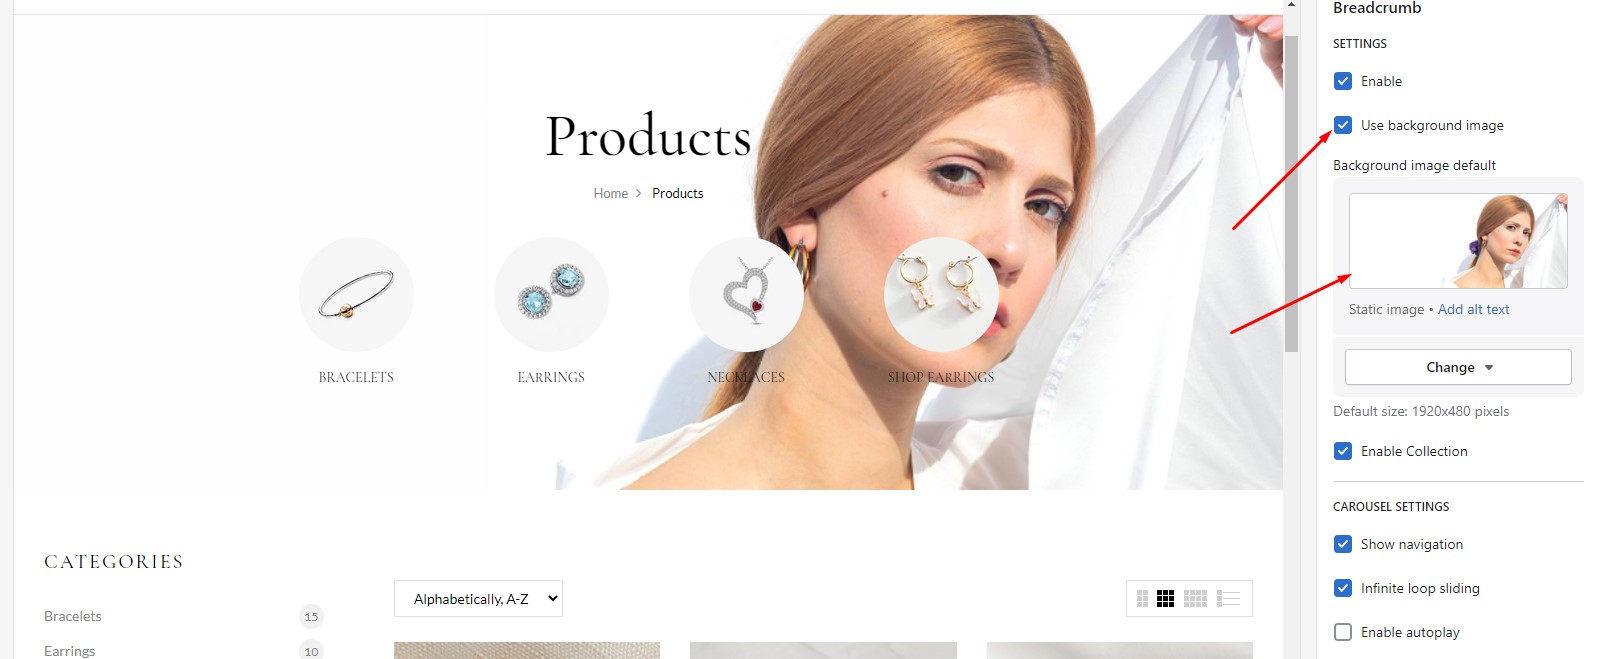 Products
Home > Products
BRACELETS
EARRINGS
NECKLACES
SHOP EARRINGS
CATEGORIES
Bracelets 15
Earrings 10
Alphabetically, A-Z
Breadcrumb
SETTINGS
Enable
Use background image
Background image default
Static image • Add alt text
Change
Default size: 1920x480 pixels
Enable Collection
CAROUSEL SETTINGS
Show navigation
Infinite loop sliding
Enable autoplay